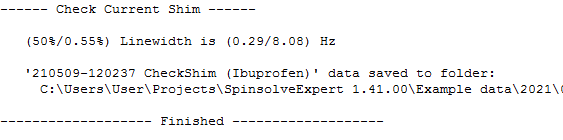 ------ Check Current Shim ------
(50%/0.55%) Linewidth is (0.29/8.08) Hz
'210509-120237 CheckShim (Ibuprofen)' data saved to folder:
C:\Users\User\Projects\SpinsolveExpert 1.41.00\Example data\2021\
------------------- Finished -------------------